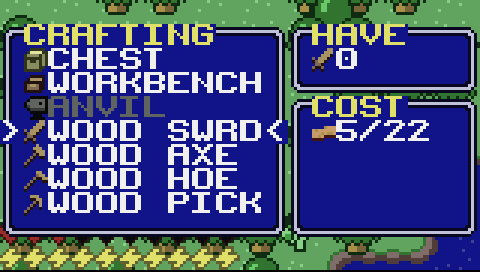 CRAFTING
CHEST
WORKBENCH
ANVIL
> WOOD SWRD <
WOOD AXE
WOOD HOE
WOOD PICK
HAVE
0
COST
5/22